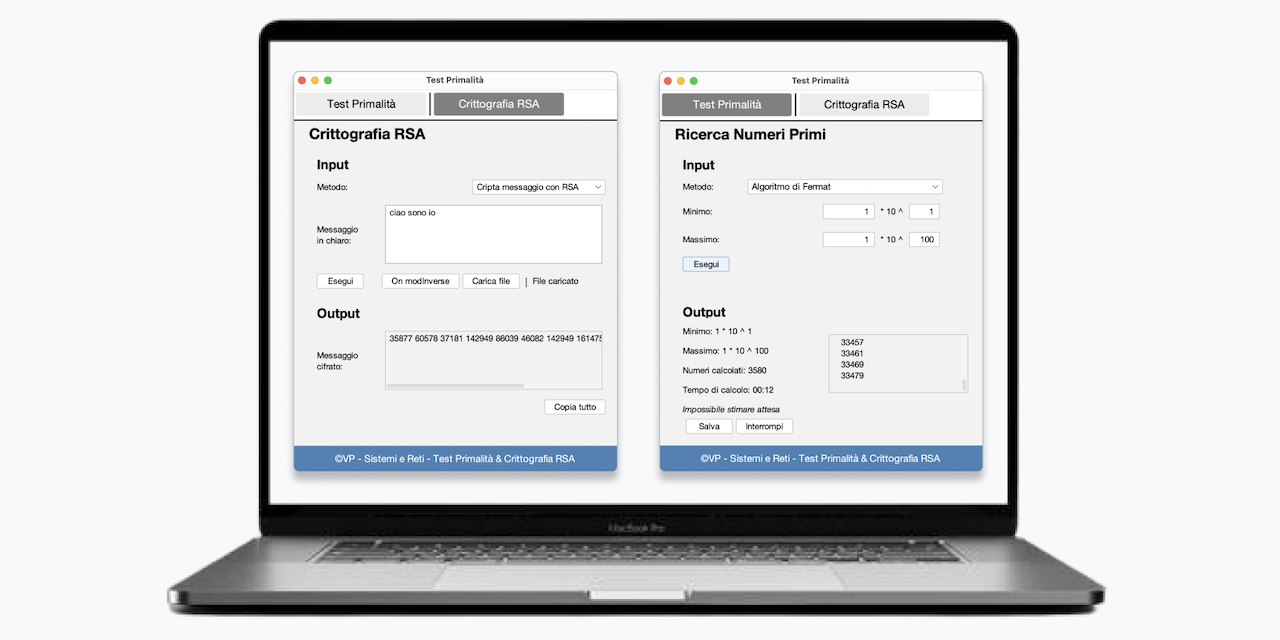 Test Primalità
Test Primalità
Crittografia RSA
Crittografia RSA
Input
Metodo:
Cripta messaggio con RSA
Messaggio
in chiaro:
ciao sono io
Esegui
On modInverse
Carica file
| File caricato
Output
Messaggio
cifrato:
35877 60578 37181 142949 86039 46082 142949 161475
Copia tutto
©VP - Sistemi e Reti - Test Primalità & Crittografia RSA
Test Primalità
Test Primalità
Crittografia RSA
Ricerca Numeri Primi
Input
Metodo:
Algoritmo di Fermat
Minimo:
1 * 10 ^ 1
Massimo:
1 * 10 ^ 100
Esegui
Output
Minimo: 1 * 10 ^ 1
Massimo: 1 * 10 ^ 100
Numeri calcolati: 3580
Tempo di calcolo: 00:12
Impossibile stimare attesa
33457
33461
33469
33479
Salva
Interrompi
©VP - Sistemi e Reti - Test Primalità & Crittografia RSA
MacBook Pro